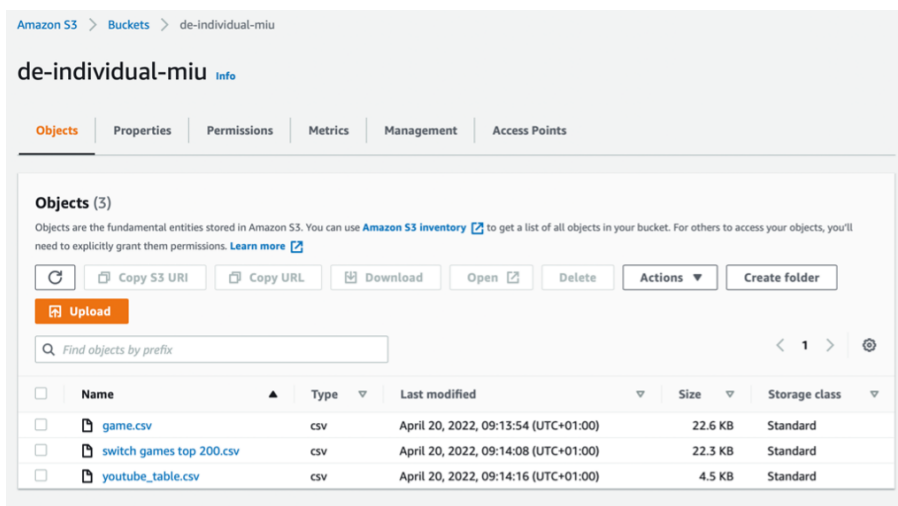 Amazon S3 > Buckets > de-individual-miu
de-individual-miu Info
Objects Properties Permissions Metrics Management Access Points
Objects (3)
Objects are the fundamental entities stored in Amazon S3. You can use Amazon S3 inventory to get a list of all objects in your bucket. For others to access your objects, you'll
need to explicitly grant them permissions. Learn more
Copy S3 URI Copy URL Download Open Delete Actions Create folder
Upload
Find objects by prefix 1
Name Type Last modified Size Storage class
game.csv csv April 20, 2022, 09:13:54 (UTC+01:00) 22.6 KB Standard
switch games top 200.csv csv April 20, 2022, 09:14:08 (UTC+01:00) 22.3 KB Standard
youtube_table.csv csv April 20, 2022, 09:14:16 (UTC+01:00) 4.5 KB Standard